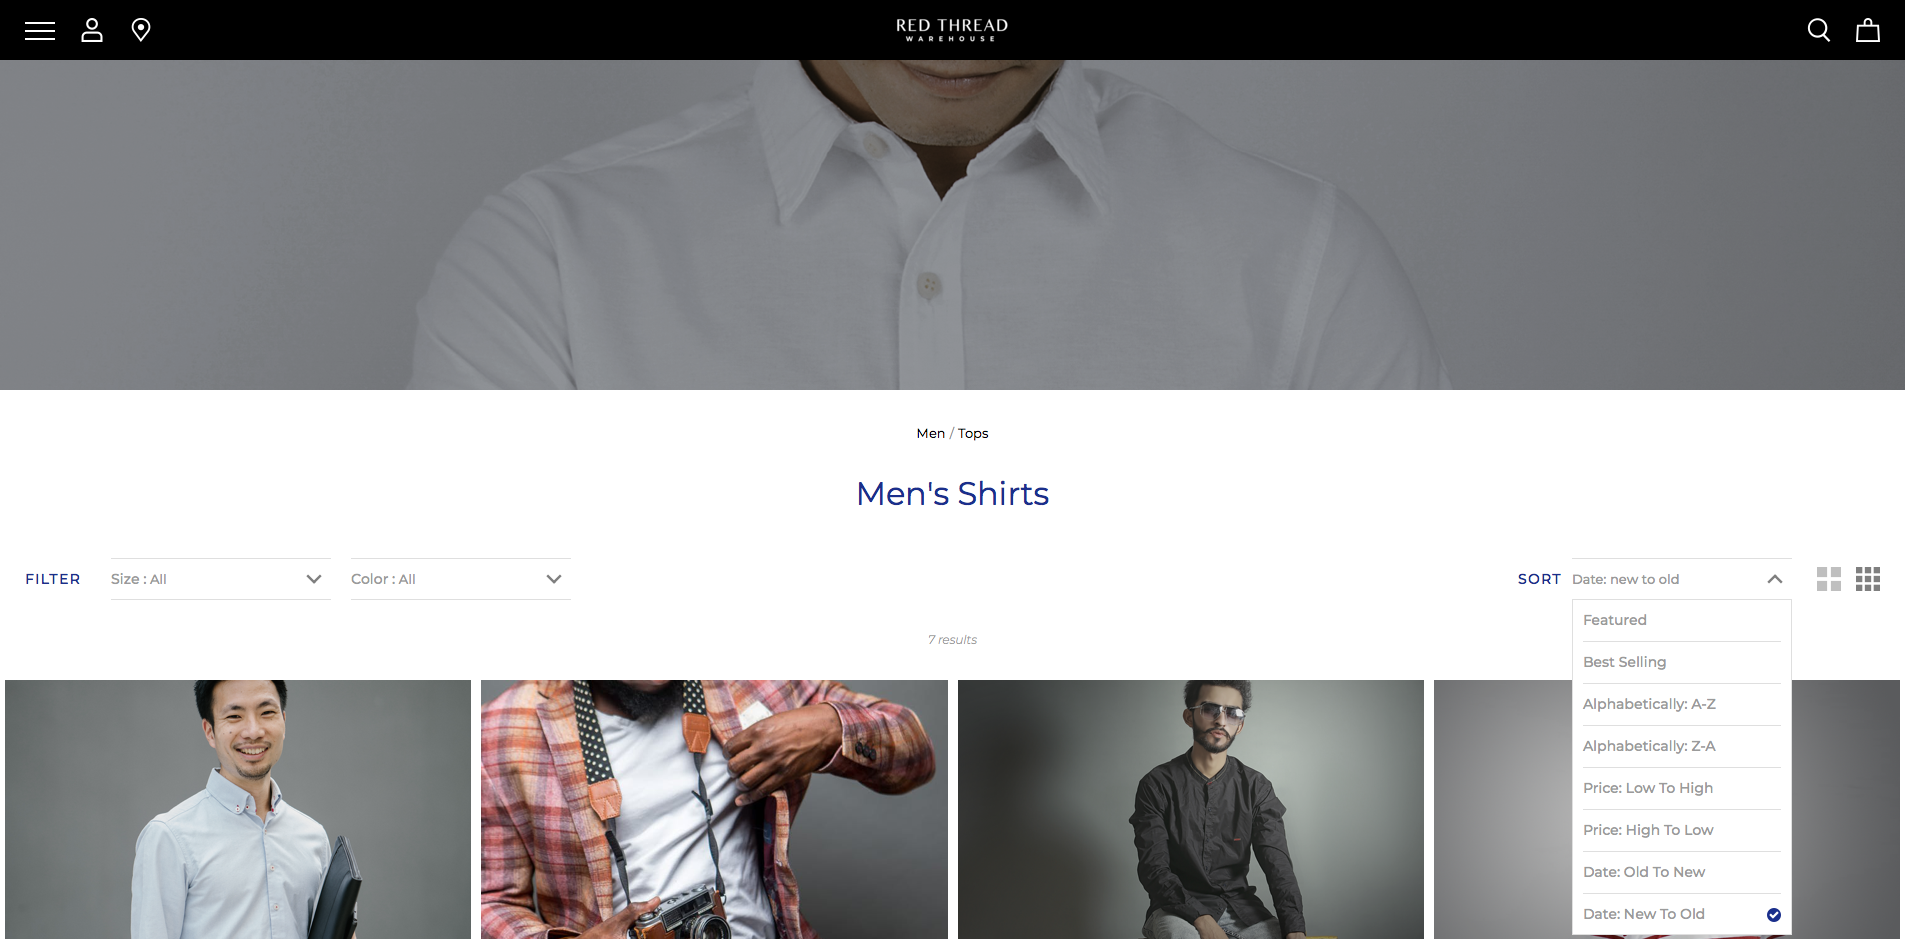 RED THREAD
WAREHOUSE
Men / Tops
Men's Shirts
FILTER
Size : All
Color : All
SORT
Date: new to old
7 results
Featured
Best Selling
Alphabetically: A-Z
Alphabetically: Z-A
Price: Low To High
Price: High To Low
Date: Old To New
Date: New To Old